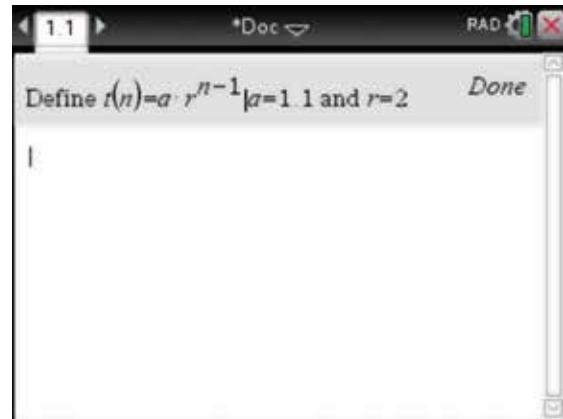 1.1 *Doc RAD
Define t(n)=a·r^{n−1}|a=1.1 and r=2 Done